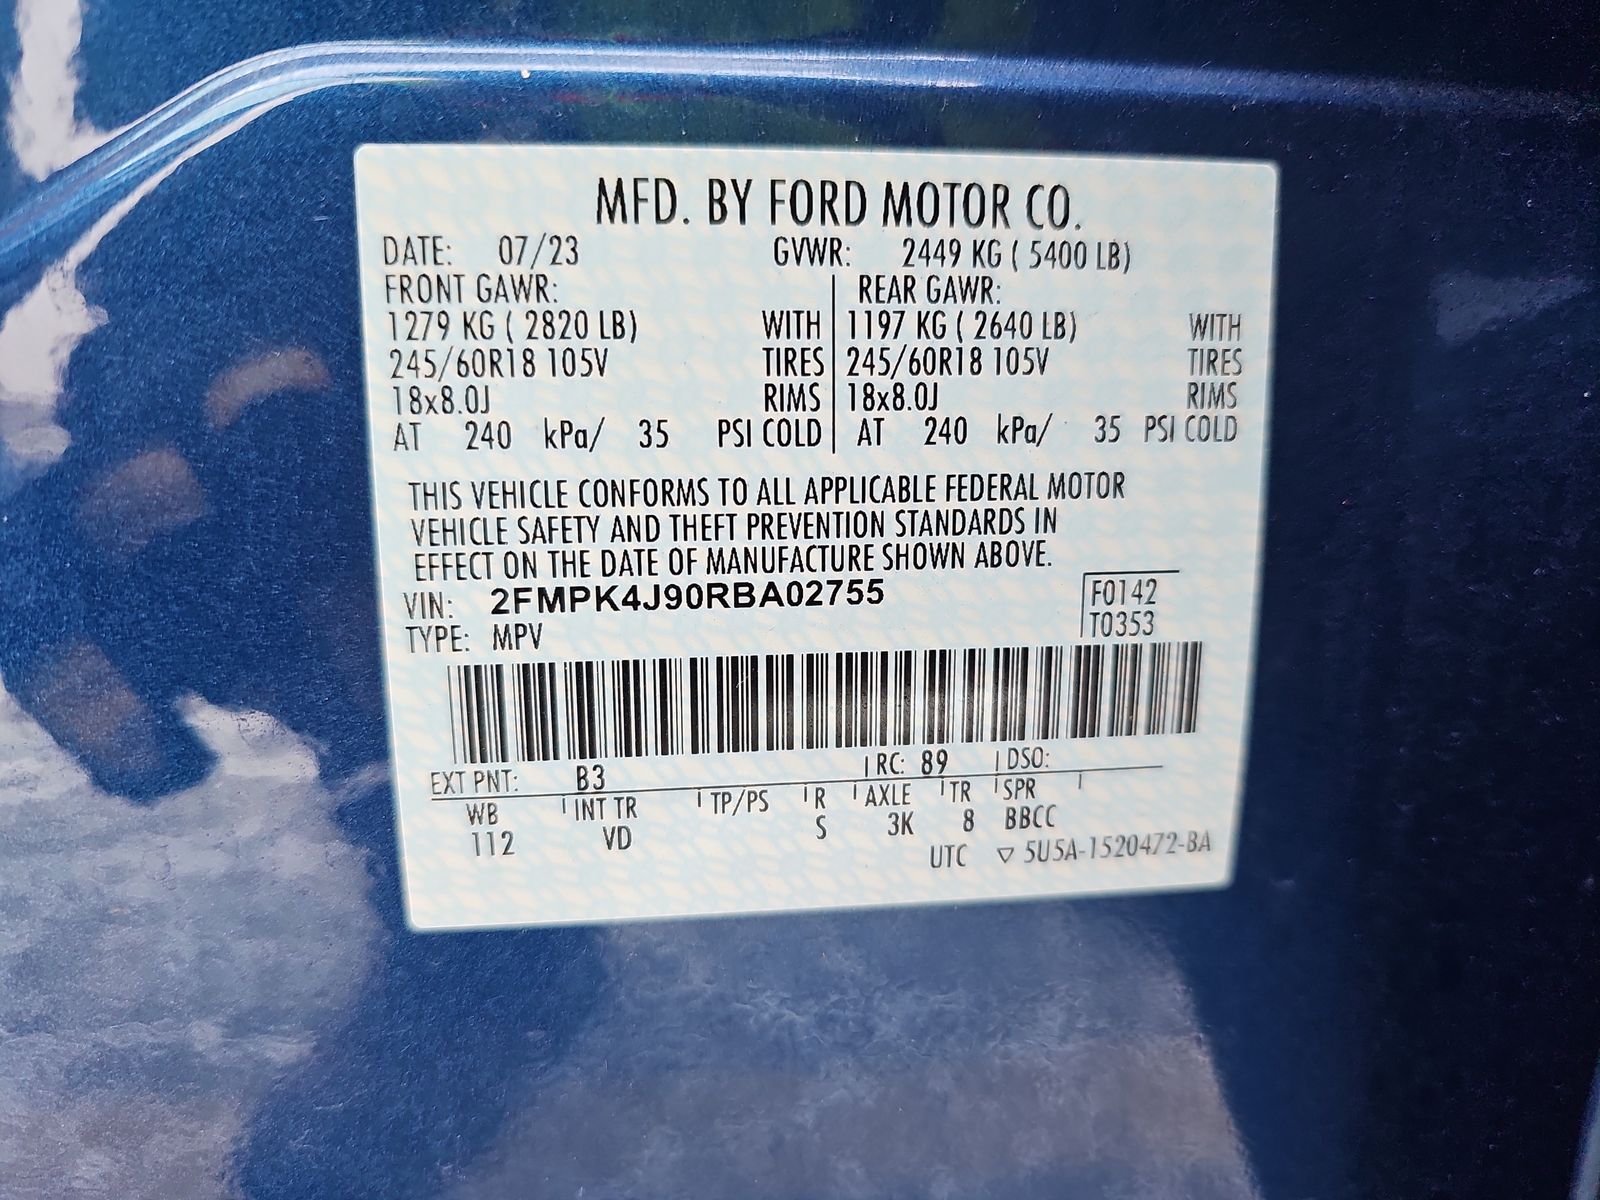 MFD. BY FORD MOTOR CO.
DATE: 07/23 GVWR: 2449 KG ( 5400 LB)
FRONT GAWR: REAR GAWR:
1279 KG ( 2820 LB) WITH 1197 KG ( 2640 LB) WITH
245/60R18 105V TIRES 245/60R18 105V TIRES
18x8.0J RIMS 18x8.0J RIMS
AT 240 kPa/ 35 PSI COLD AT 240 kPa/ 35 PSI COLD
THIS VEHICLE CONFORMS TO ALL APPLICABLE FEDERAL MOTOR
VEHICLE SAFETY AND THEFT PREVENTION STANDARDS IN
EFFECT ON THE DATE OF MANUFACTURE SHOWN ABOVE.
VIN: 2FMPK4J90RBA02755 F0142
TYPE: MPV T0353
EXT PNT: B3 RC: 89 DSO:
WB INT TR TP/PS R AXLE TR SPR
112 VD S 3K 8 BBCC
UTC ▽ 5U5A-1520472-BA